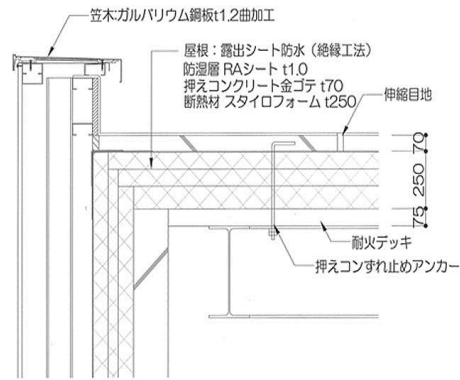 笠木:ガルバリウム鋼板t1.2曲加工
屋根：露出シート防水（絶縁工法）
防湿層 RAシート t1.0
押えコンクリート金ゴテ t70
断熱材 スタイロフォーム t250
伸縮目地
70
250
75
耐火デッキ
押えコンずれ止めアンカー